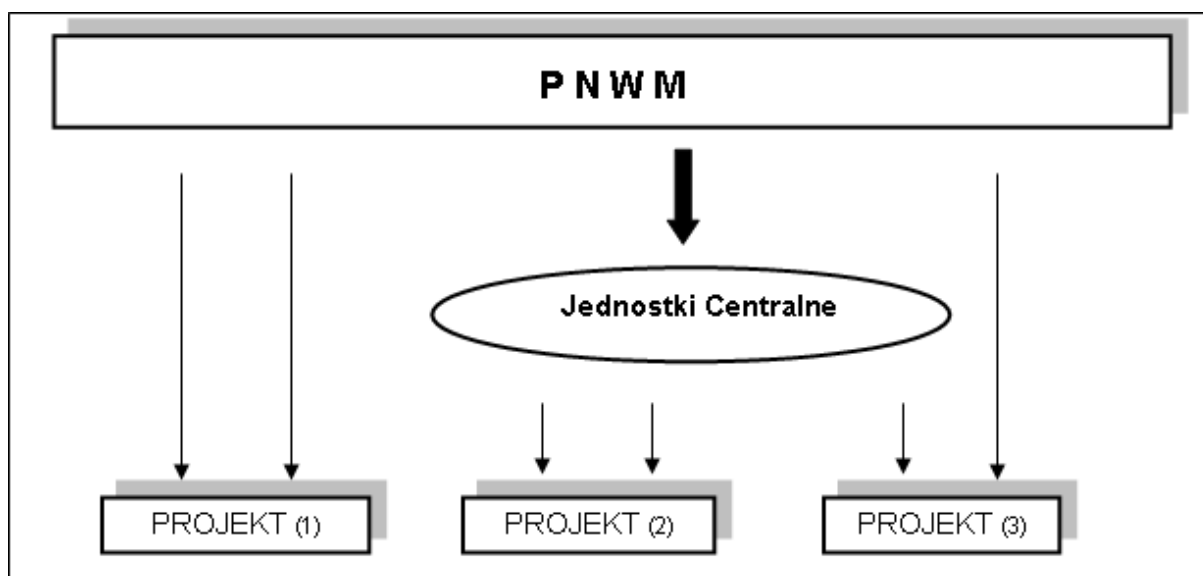 P N W M
Jednostki Centralne
PROJEKT (1)
PROJEKT (2)
PROJEKT (3)